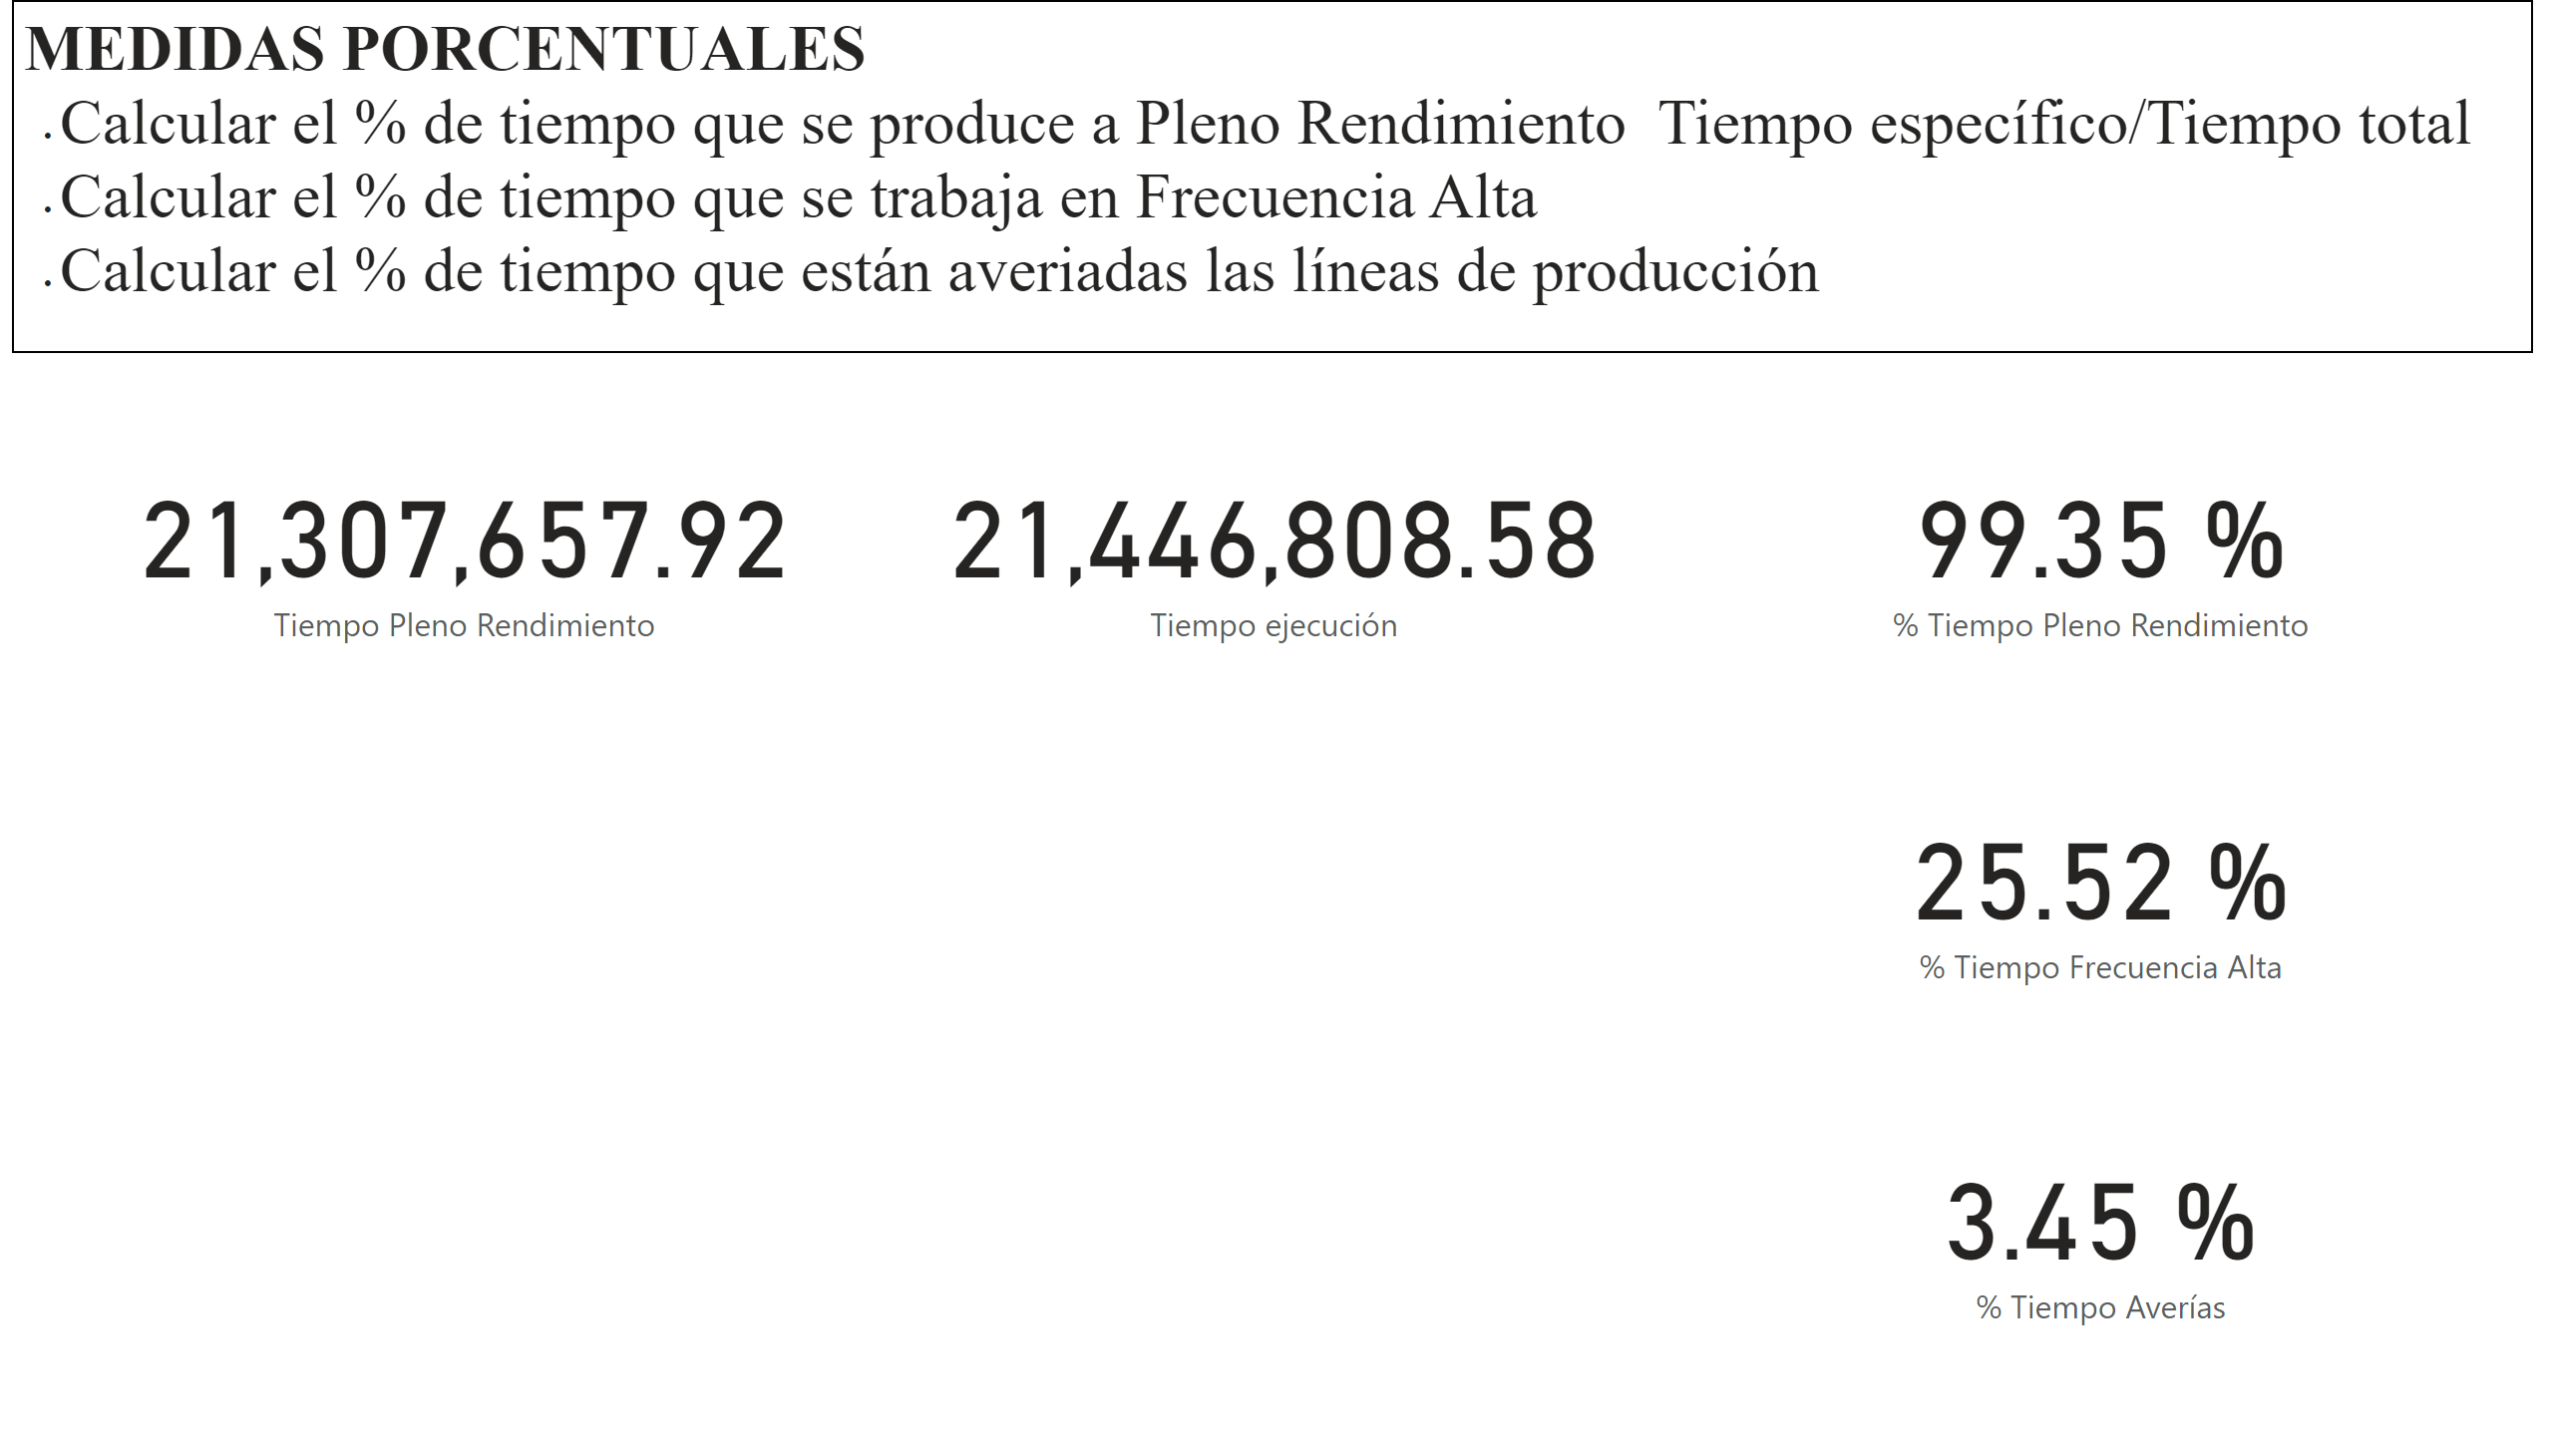 MEDIDAS PORCENTUALES
. Calcular el % de tiempo que se produce a Pleno Rendimiento  Tiempo específico/Tiempo total
. Calcular el % de tiempo que se trabaja en Frecuencia Alta
. Calcular el % de tiempo que están averiadas las líneas de producción
21,307,657.92
Tiempo Pleno Rendimiento
21,446,808.58
Tiempo ejecución
99.35 %
% Tiempo Pleno Rendimiento
25.52 %
% Tiempo Frecuencia Alta
3.45 %
% Tiempo Averías